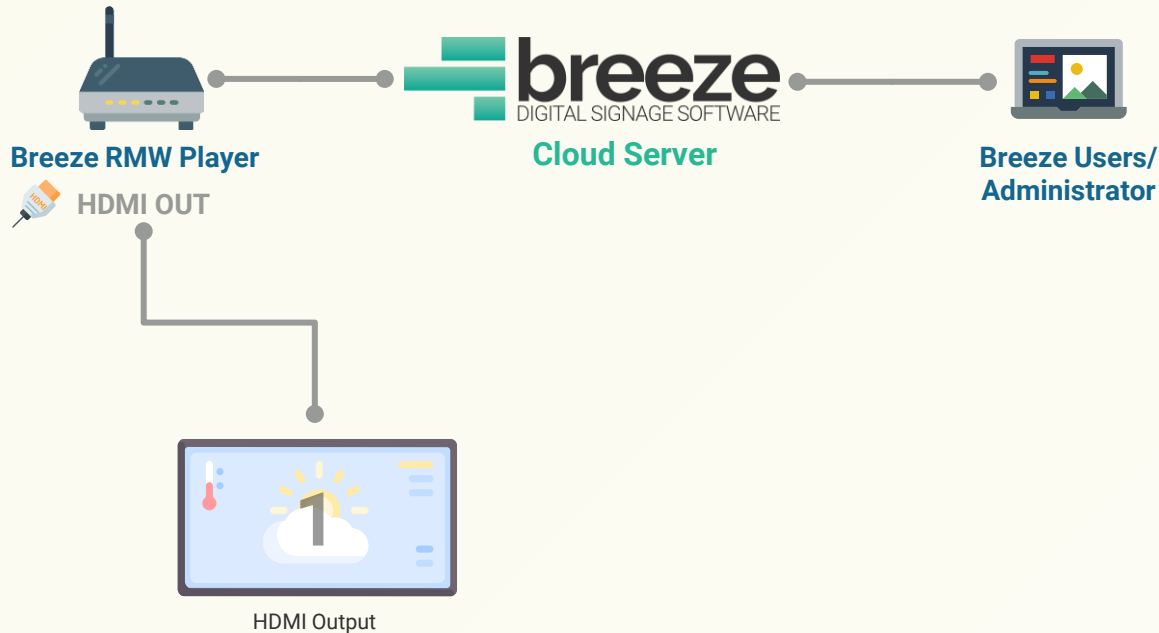 breeze
DIGITAL SIGNAGE SOFTWARE
Breeze RMW Player
Cloud Server
Breeze Users/
Administrator
HDMI
HDMI OUT
1
HDMI Output